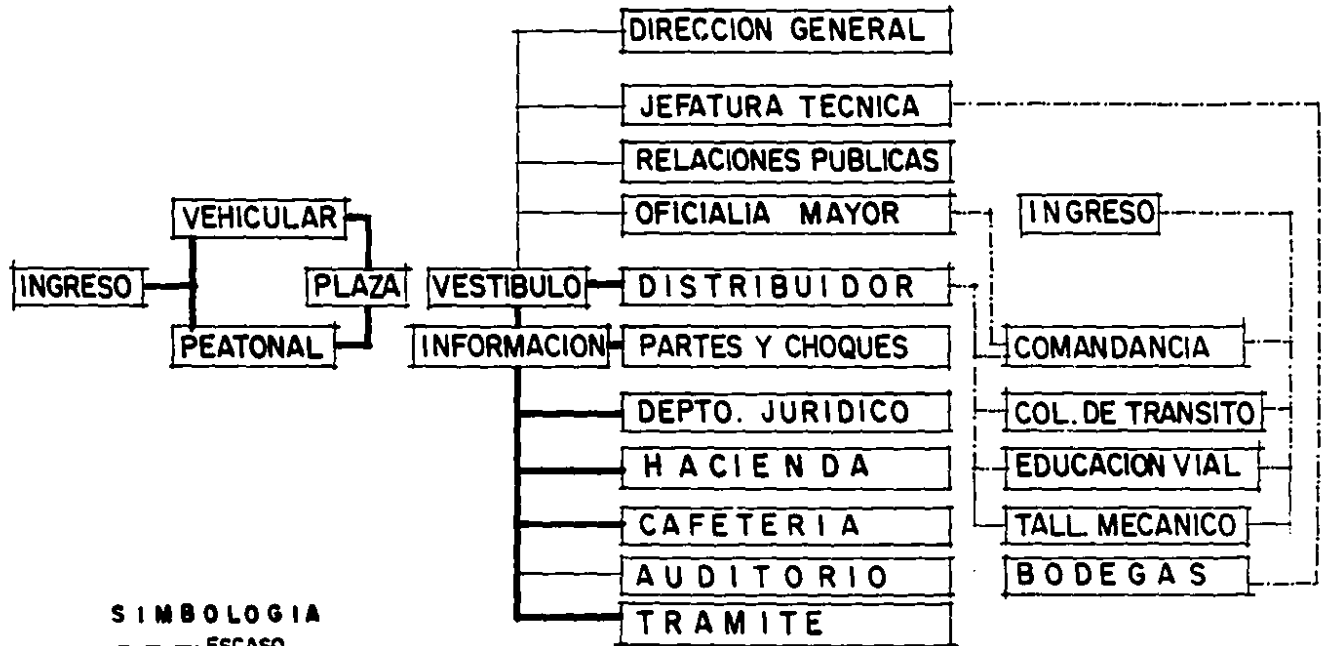 DIRECCION GENERAL
JEFATURA TECNICA
RELACIONES PUBLICAS
VEHICULAR
OFICIALIA MAYOR
INGRESO
INGRESO
PLAZA
VESTIBULO
DISTRIBUIDOR
PEATONAL
INFORMACION
PARTES Y CHOQUES
COMANDANCIA
DEPTO. JURIDICO
COL. DE TRANSITO
HACIENDA
EDUCACION VIAL
CAFETERIA
TALL. MECANICO
AUDITORIO
BODEGAS
SIMBOLOGIA
TRAMITE
ESCASO